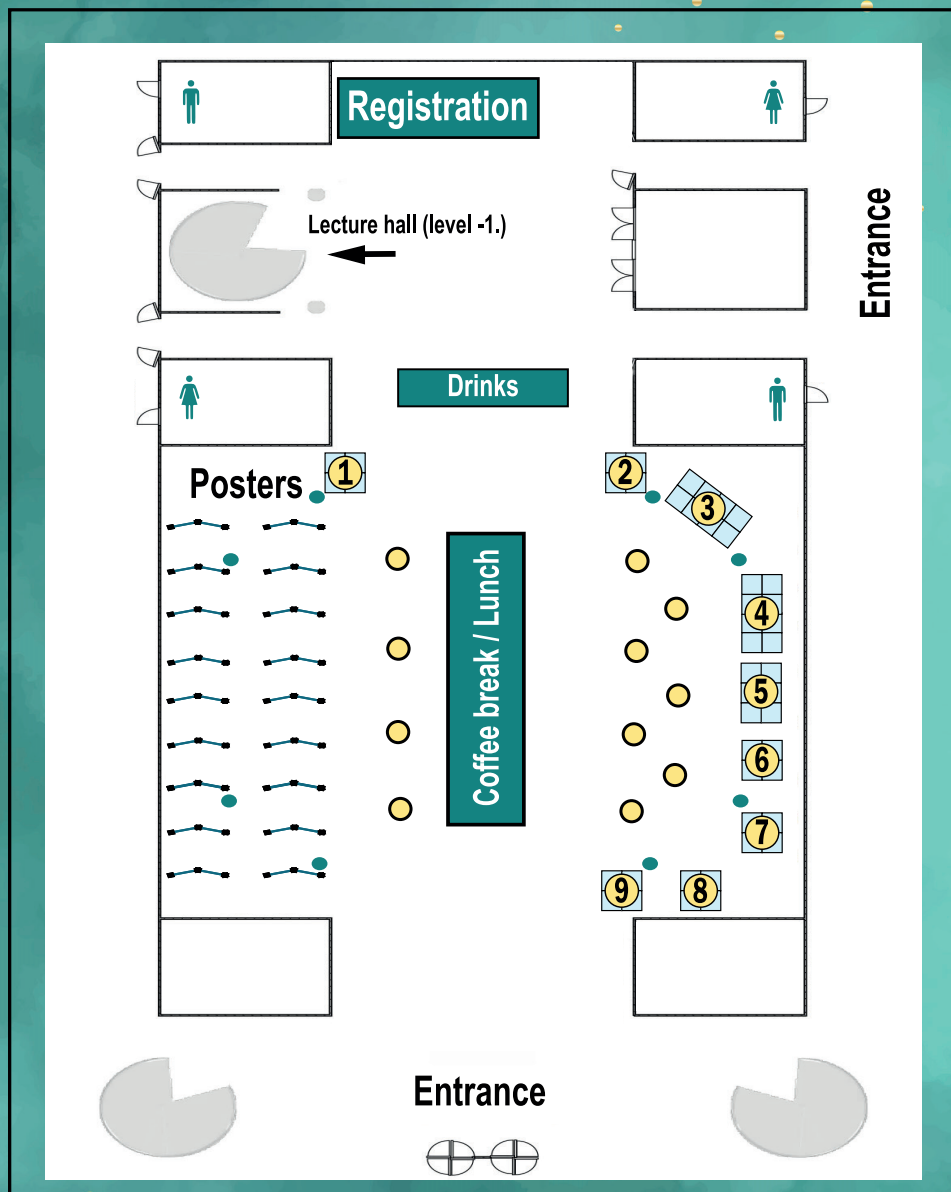 Registration
Lecture hall (level -1.)
Entrance
Drinks
Posters
1
2
3
Coffee break / Lunch
4
5
6
7
9
8
Entrance